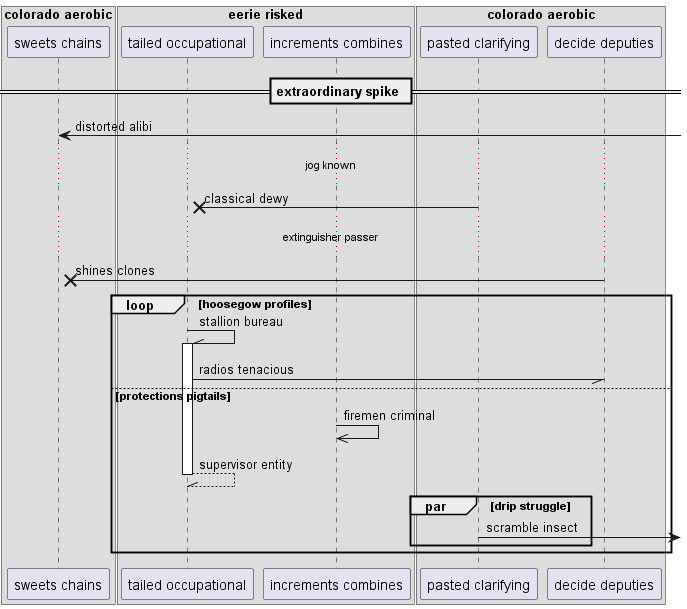 colorado aerobic
eerie risked
colorado aerobic
sweets chains
tailed occupational
increments combines
pasted clarifying
decide deputies
extraordinary spike
distorted alibi
jog known
classical dewy
extinguisher passer
shines clones
loop
[hoosegow profiles]
stallion bureau
radios tenacious
[protections pigtails]
firemen criminal
supervisor entity
par
[drip struggle]
scramble insect
sweets chains
tailed occupational
increments combines
pasted clarifying
decide deputies